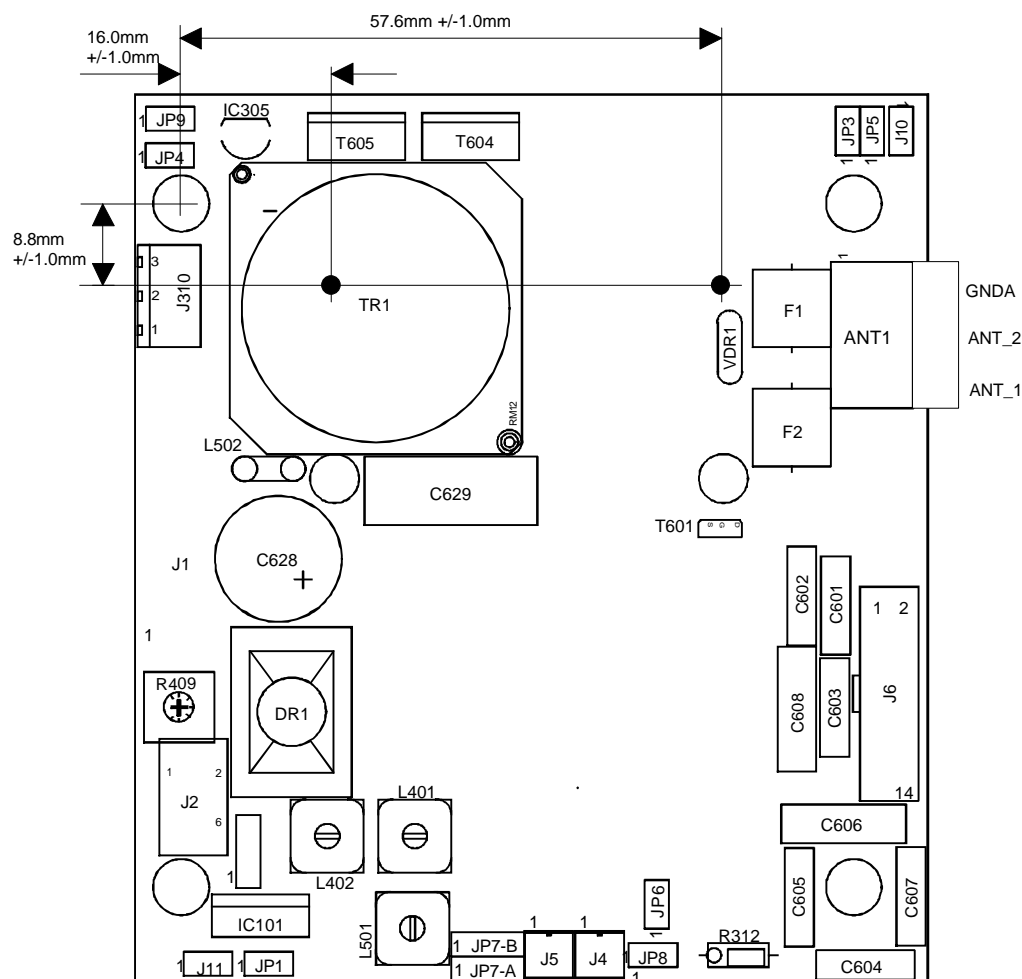 57.6mm +/-1.0mm
16.0mm
+/-1.0mm
1 JP9
IC305
T605
T604
JP3
JP5
J10
1
1 JP4
1
1
8.8mm
+/-1.0mm
3
2
1
J310
TR1
RM12
VDR1
F1
F2
1
ANT1
GNDA
ANT_2
ANT_1
L502
C629
T601
S G D
J1
C628
+
1
C602
C601
1 2
J6
14
C608
C603
R409
DR1
1 2
J2
6
L401
L402
1
C606
C605
C607
IC101
L501
JP6
1
1 J11
1 JP1
1 JP7-B
1 JP7-A
1
J5
1
J4
JP8
1
R312
C604